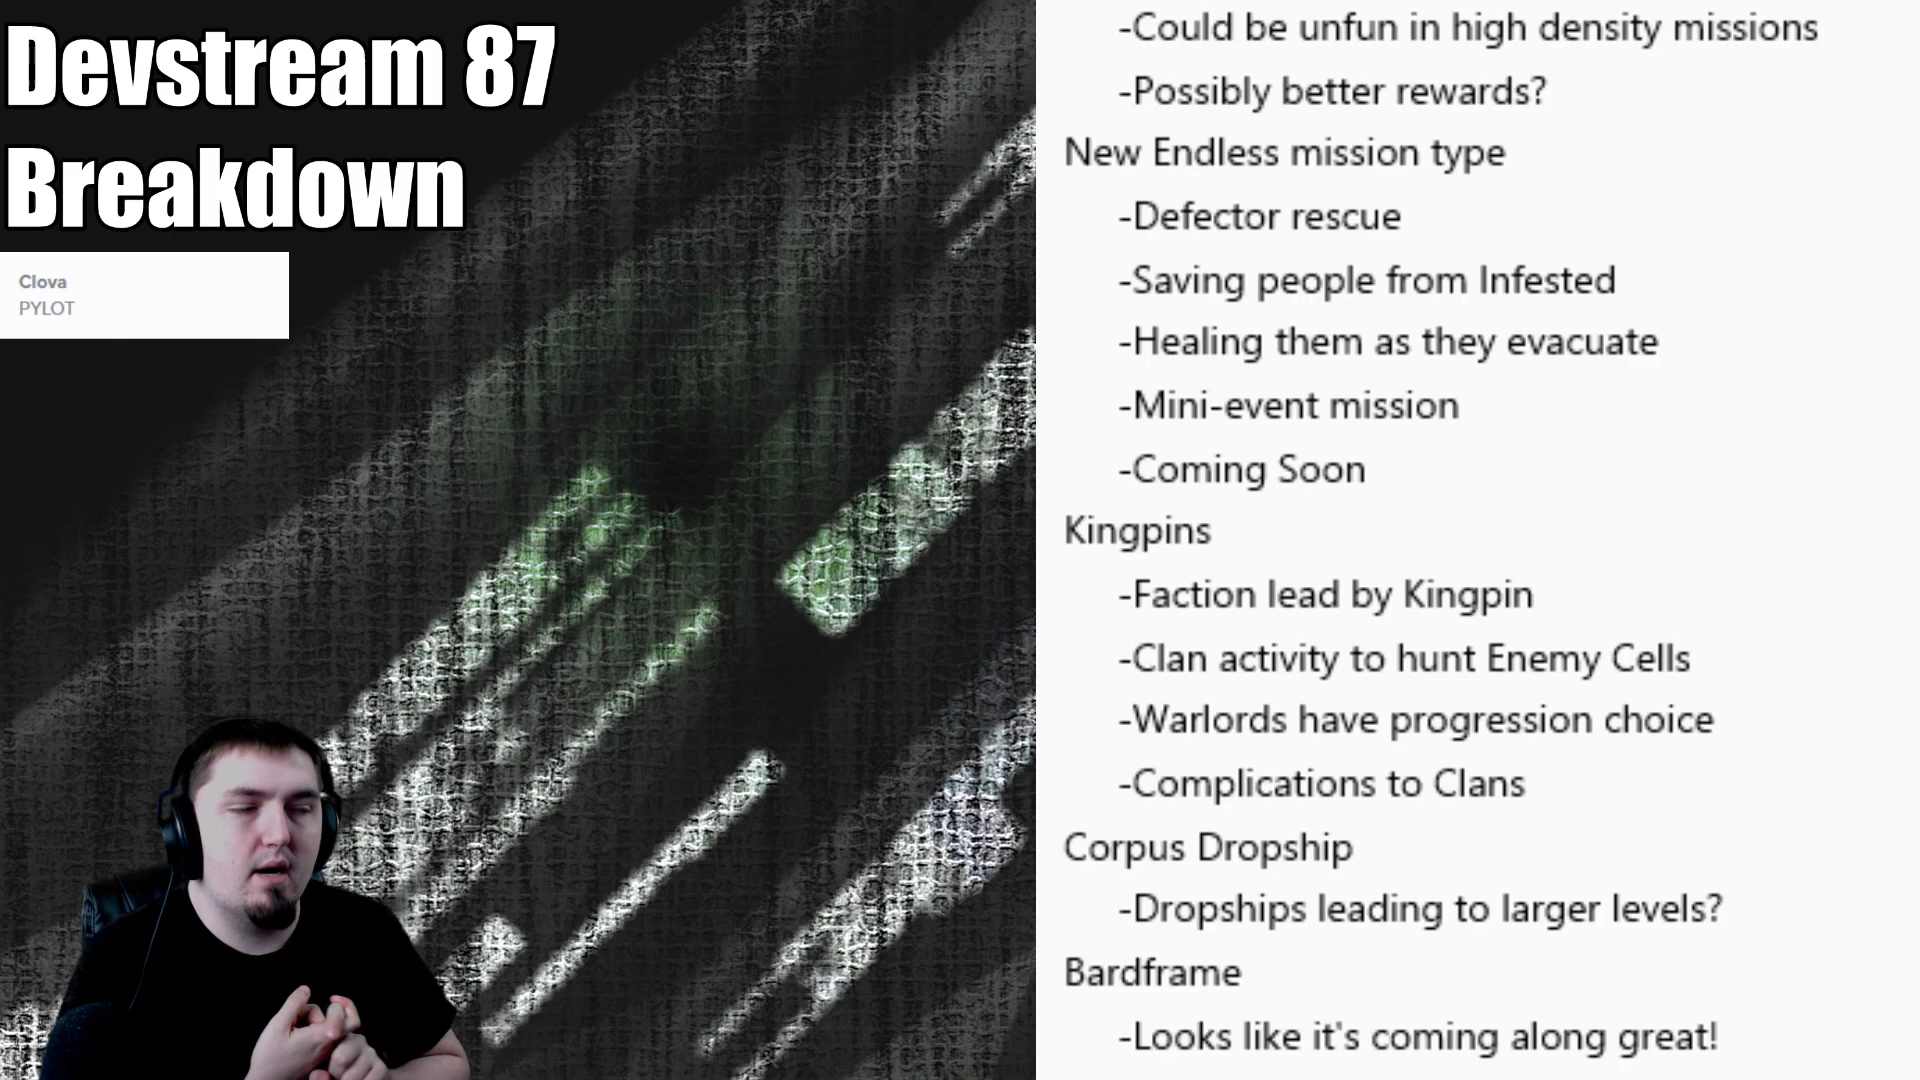 Devstream 87
Breakdown
Clova
PYLOT
-Could be unfun in high density missions
-Possibly better rewards?
New Endless mission type
-Defector rescue
-Saving people from Infested
-Healing them as they evacuate
-Mini-event mission
-Coming Soon
Kingpins
-Faction lead by Kingpin
-Clan activity to hunt Enemy Cells
-Warlords have progression choice
-Complications to Clans
Corpus Dropship
-Dropships leading to larger levels?
Bardframe
-Looks like it's coming along great!